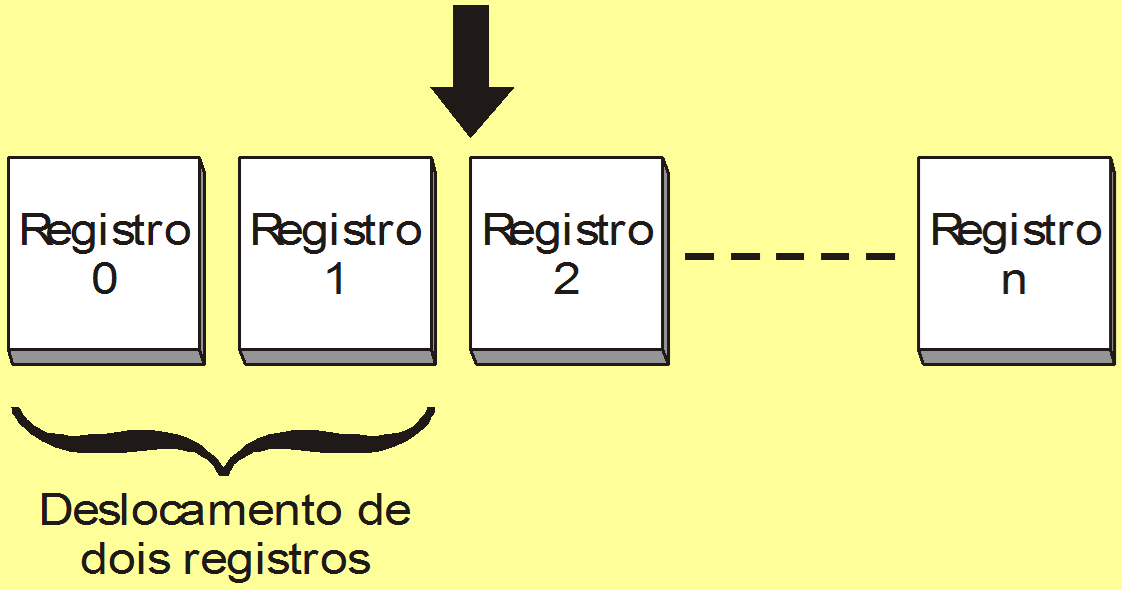 Registro
0
Registro
1
Registro
2
Registro
n
Deslocamento de
dois registros